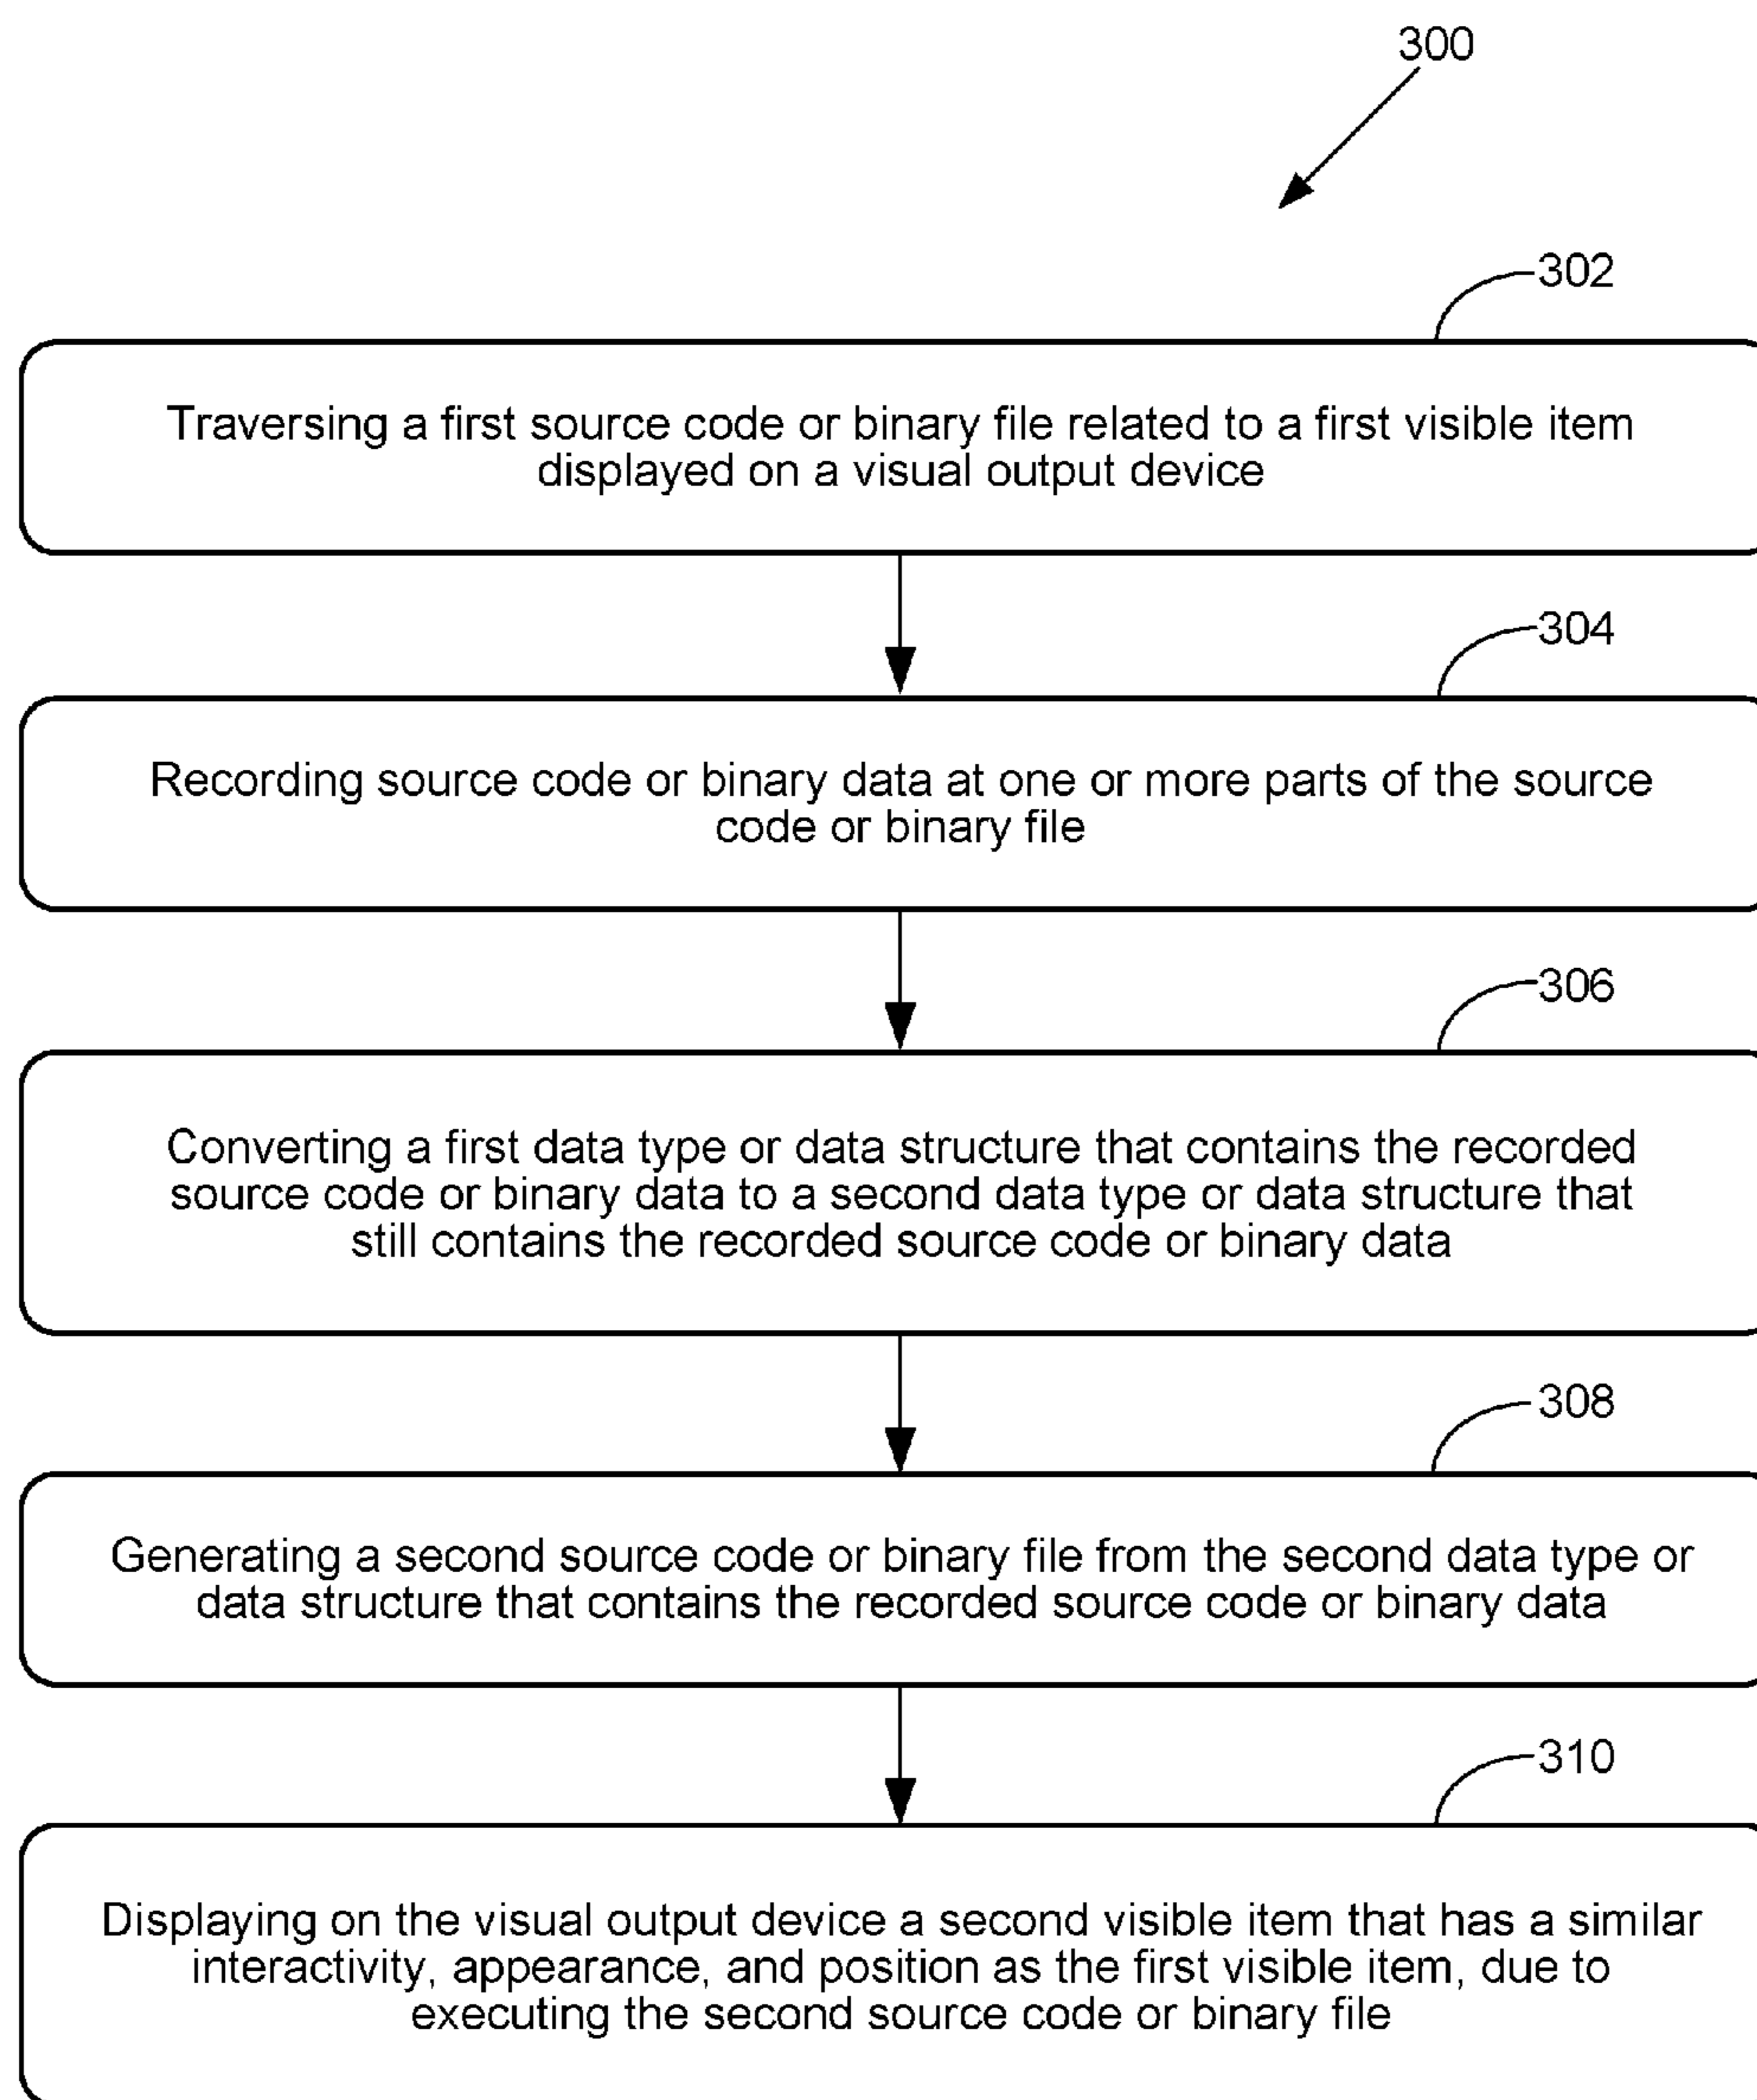 300
302
Traversing a first source code or binary file related to a first visible item
displayed on a visual output device
304
Recording source code or binary data at one or more parts of the source
code or binary file
306
Converting a first data type or data structure that contains the recorded
source code or binary data to a second data type or data structure that
still contains the recorded source code or binary data
308
Generating a second source code or binary file from the second data type or
data structure that contains the recorded source code or binary data
310
Displaying on the visual output device a second visible item that has a similar
interactivity, appearance, and position as the first visible item, due to
executing the second source code or binary file